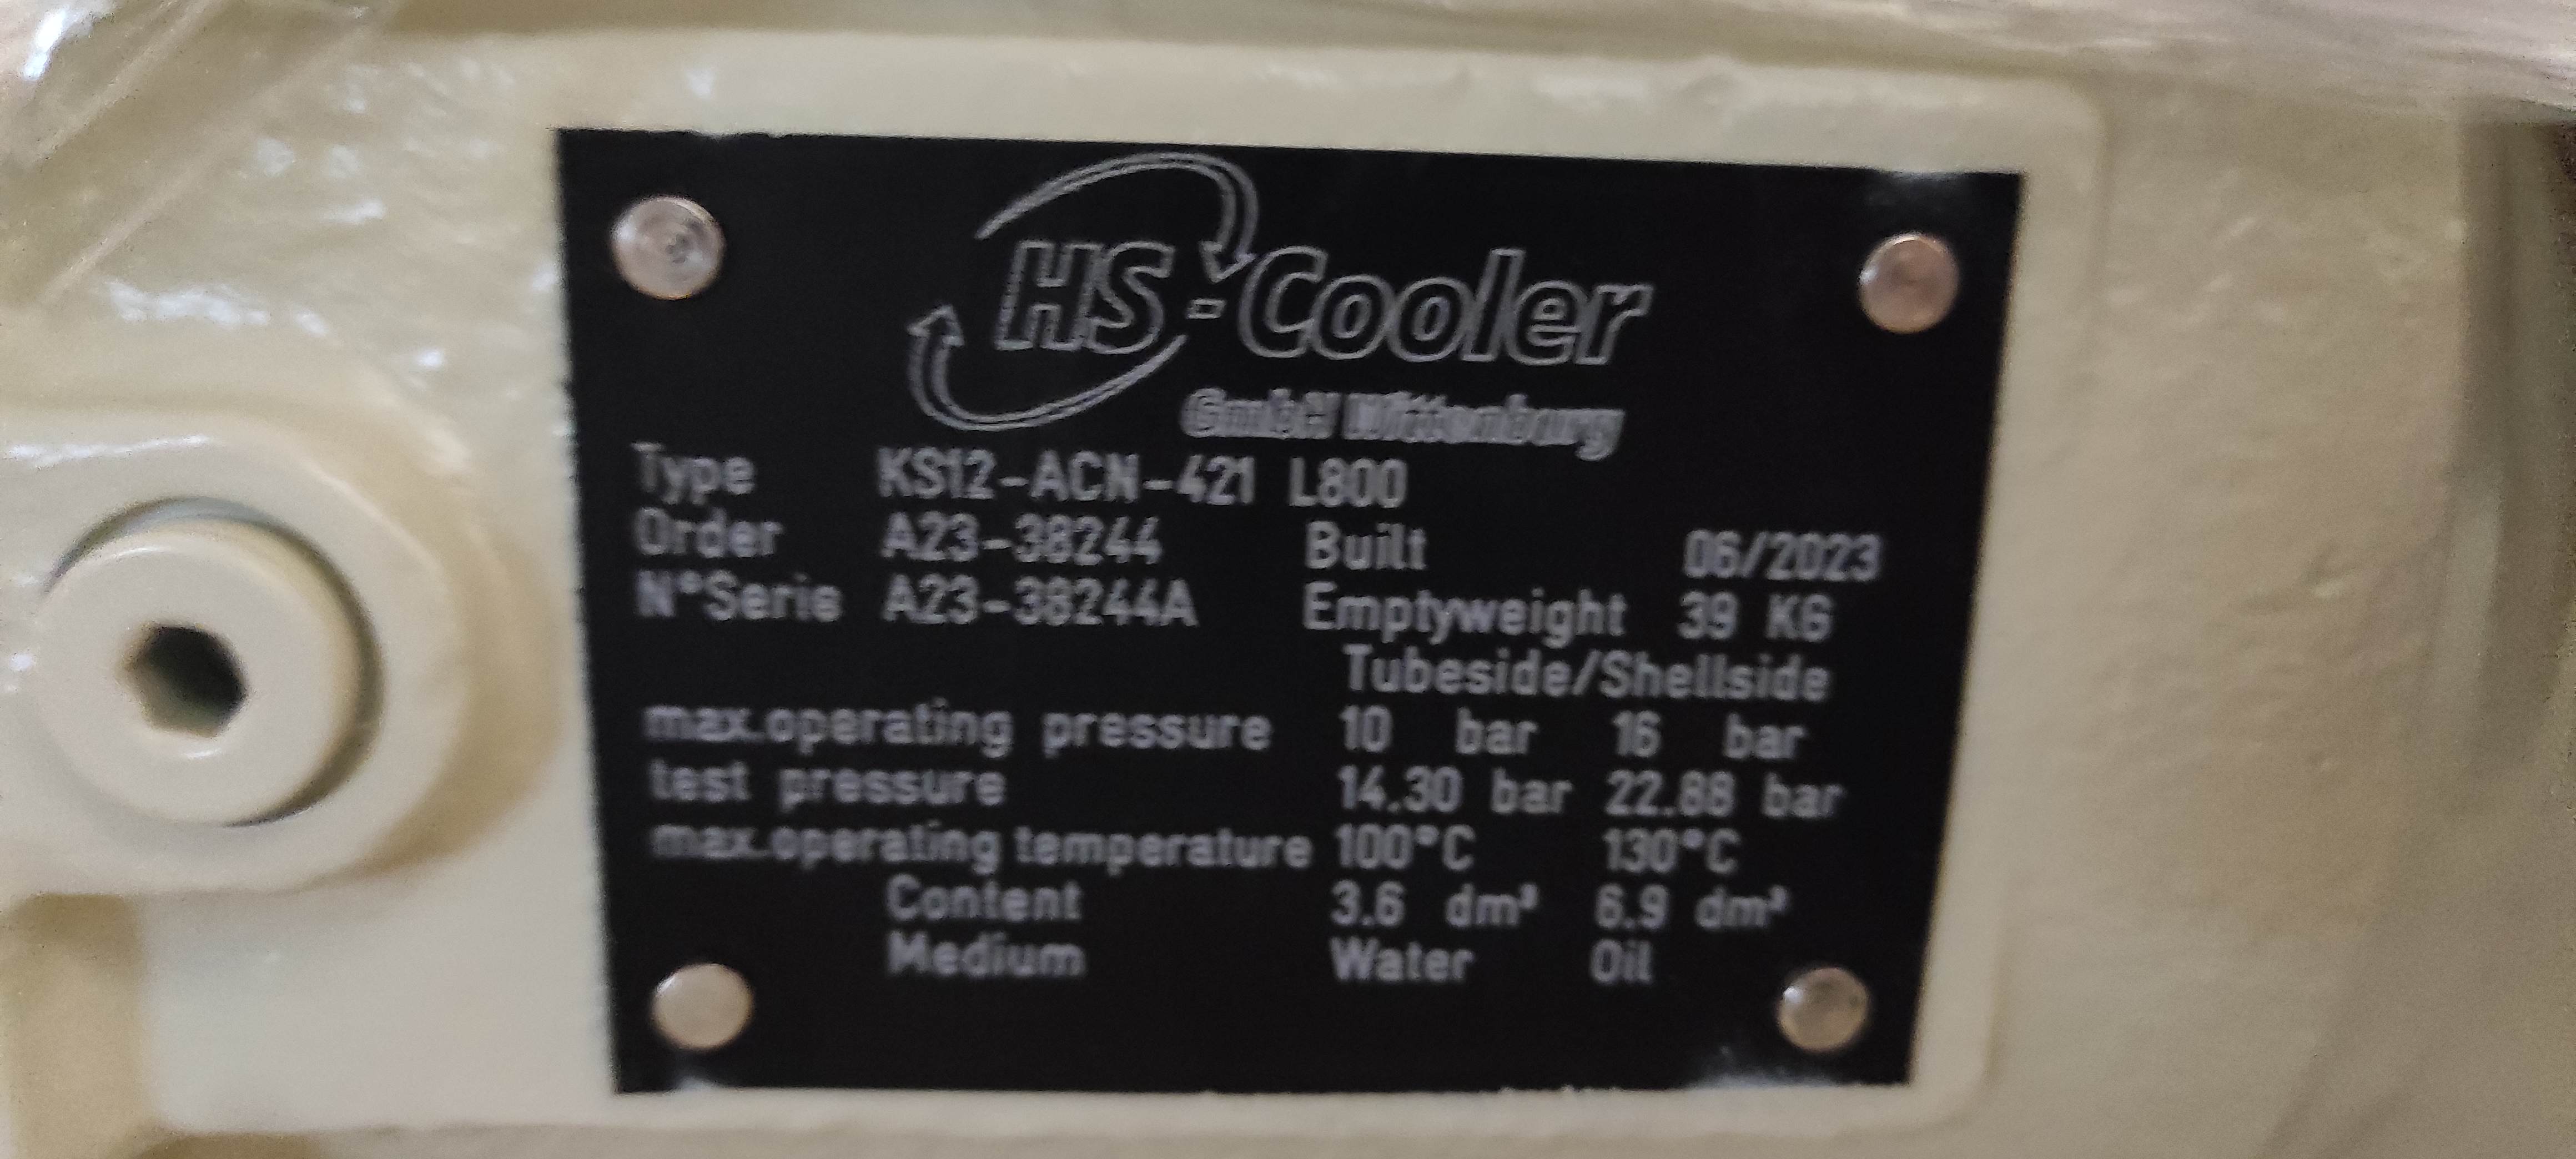 HS-Cooler
GmbH Wittenburg
Type KS12-ACN-421 L800
Order A23-38244 Built 06/2023
N°Serie A23-38244A Emptyweight 39 KG
Tubeside/Shellside
max.operating pressure 10 bar 16 bar
test pressure 14.30 bar 22.88 bar
max.operating temperature 100°C 130°C
Content 3.6 dm³ 6.9 dm³
Medium Water Oil